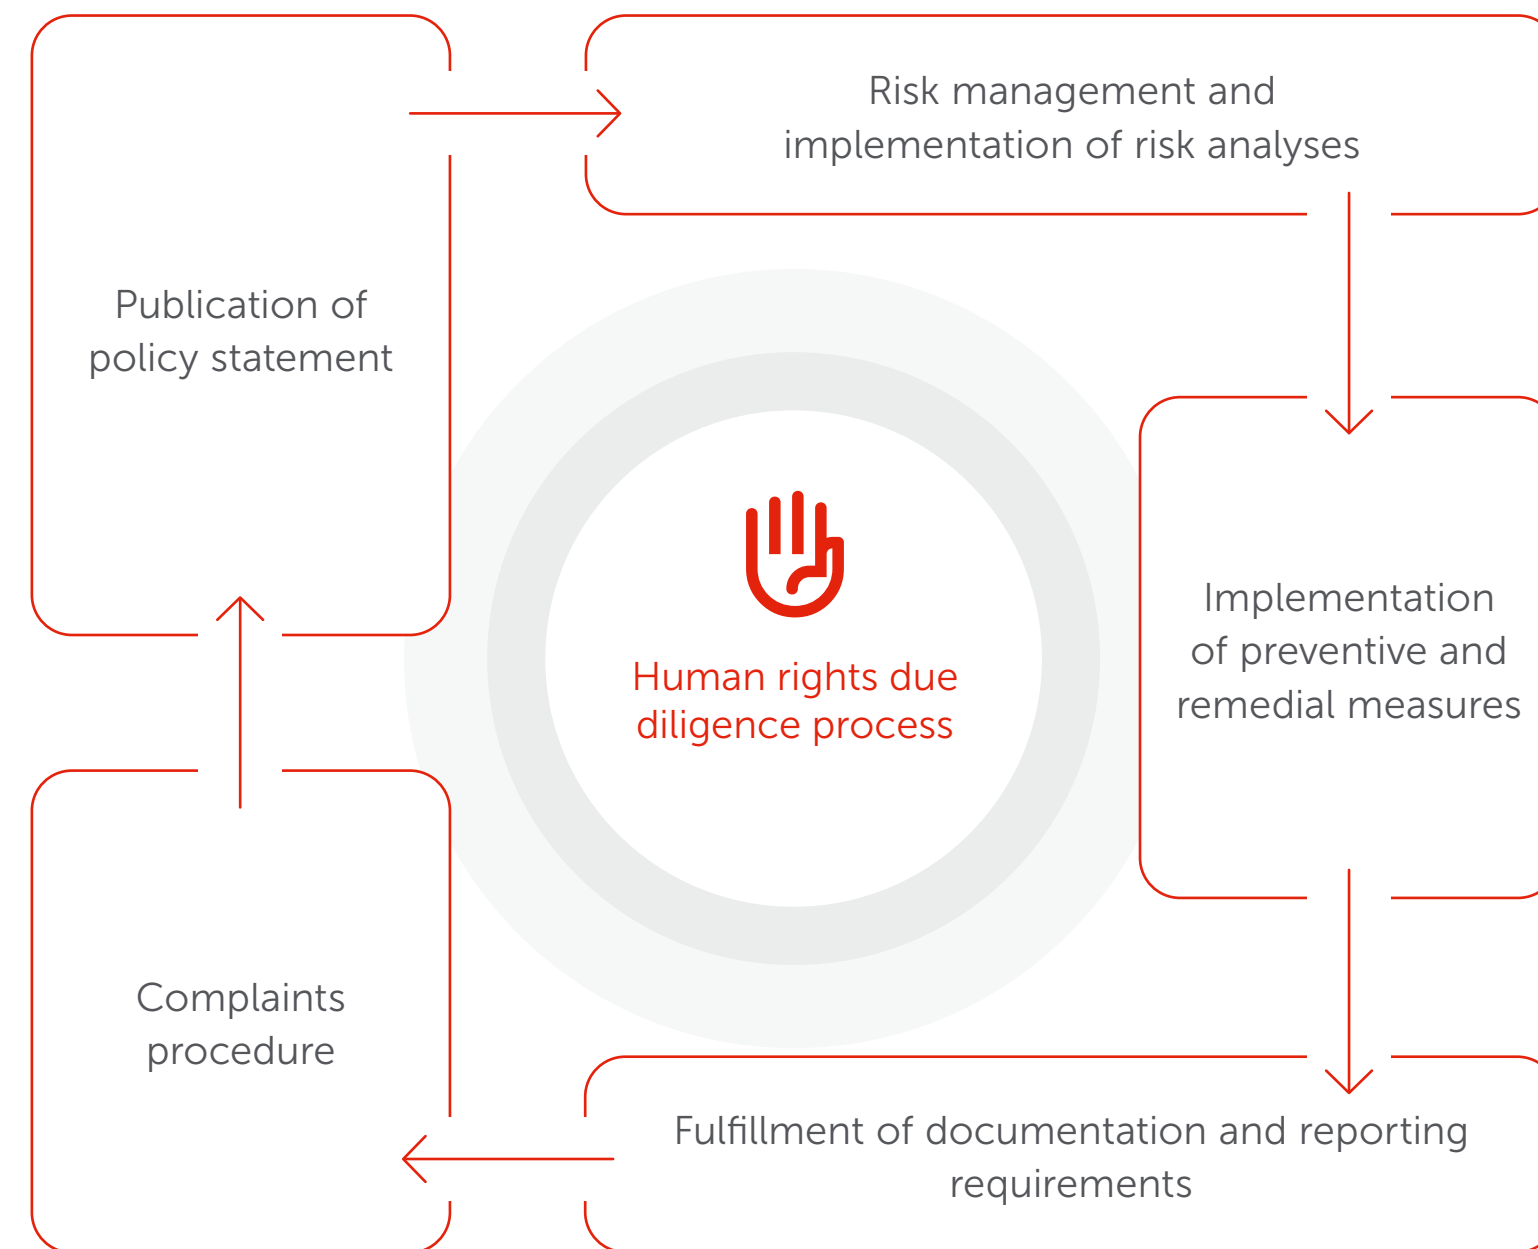 Risk management and
implementation of risk analyses
Publication of
policy statement
Implementation
of preventive and
remedial measures
Human rights due
diligence process
Complaints
procedure
Fulfillment of documentation and reporting
requirements